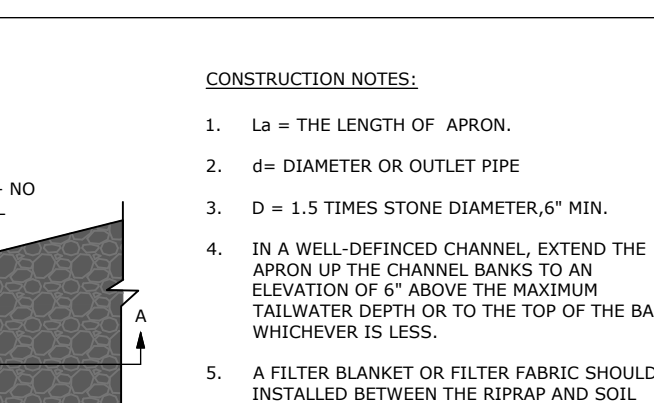 CONSTRUCTION NOTES:
1. La = THE LENGTH OF APRON.
2. d= DIAMETER OR OUTLET PIPE
- NO
3. D = 1.5 TIMES STONE DIAMETER,6" MIN.
4. IN A WELL-DEFINCED CHANNEL, EXTEND THE
APRON UP THE CHANNEL BANKS TO AN
ELEVATION OF 6" ABOVE THE MAXIMUM
TAILWATER DEPTH OR TO THE TOP OF THE BA
A
WHICHEVER IS LESS.
5. A FILTER BLANKET OR FILTER FABRIC SHOULD
INSTALLED BETWEEN THE RIPRAP AND SOIL